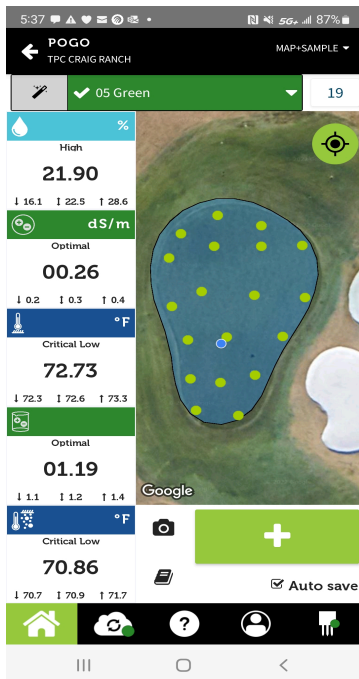 5:37
5G+ 87%
POGO
TPC CRAIG RANCH
MAP+SAMPLE
05 Green
19
%
High
21.90
↓ 16.1 ↕ 22.5 ↑ 28.6
dS/m
Optimal
00.26
↓ 0.2 ↕ 0.3 ↑ 0.4
°F
Critical Low
72.73
↓ 72.3 ↕ 72.6 ↑ 73.3
Optimal
01.19
↓ 1.1 ↕ 1.2 ↑ 1.4
°F
Critical Low
70.86
↓ 70.7 ↕ 70.9 ↑ 71.7
Google
+
Auto save
?